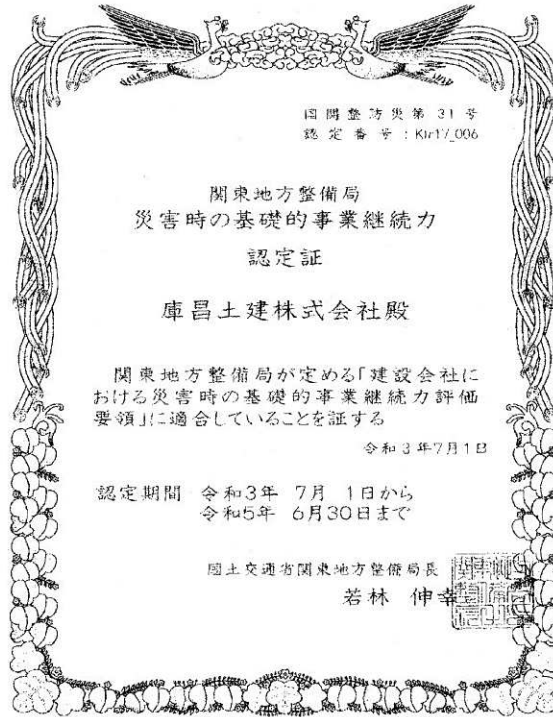 国関整防災第31号
認定番号:Ktr17_006
関東地方整備局
災害時の基礎的事業継続力
認定証
庫昌土建株式会社殿
関東地方整備局が定める「建設会社に
おける災害時の基礎的事業継続力評価
要領」に適合していることを証する
令和3年7月1日
認定期間 令和3年 7月 1日から
令和5年 6月30日まで
国土交通省関東地方整備局長
若林 伸幸